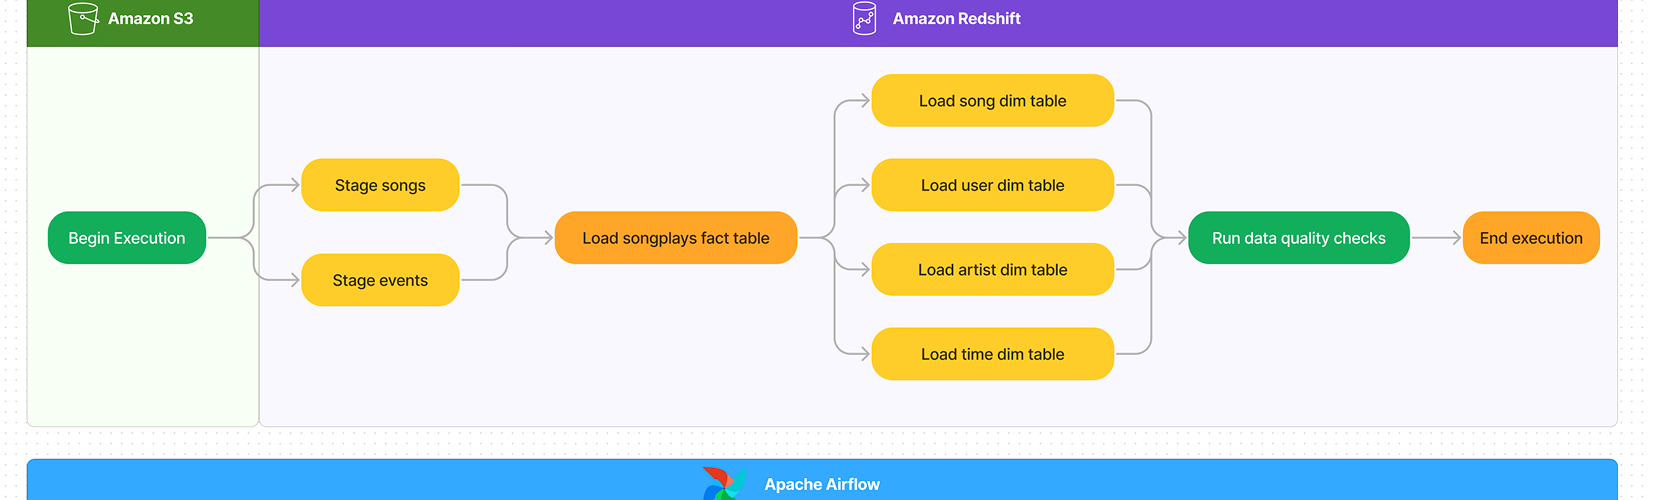 Amazon S3
Amazon Redshift
Begin Execution
Stage songs
Stage events
Load songplays fact table
Load song dim table
Load user dim table
Load artist dim table
Load time dim table
Run data quality checks
End execution
Apache Airflow